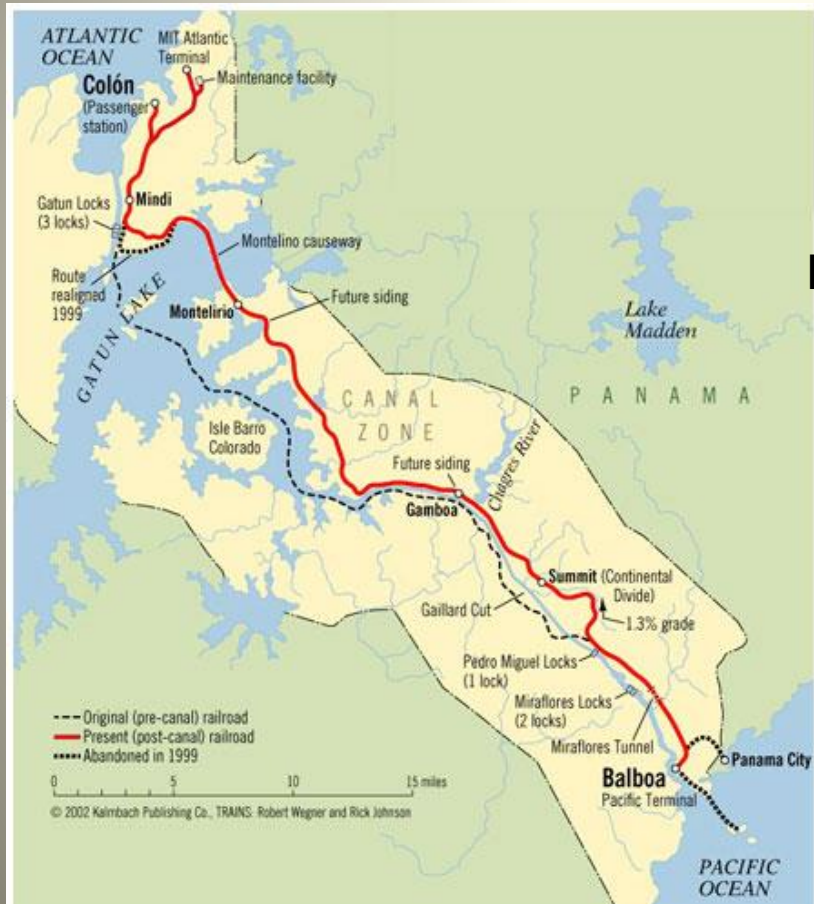 ATLANTIC
OCEAN
MIT Atlantic
Terminal
Maintenance facility
Colón
(Passenger
station)
Mindi
Gatun Locks
(3 locks)
Montelino causeway
Route
realigned
1999
GATUN LAKE
Montelirio
Future siding
Lake
Madden
PANAMA
CANAL
ZONE
Isle Barro
Colorado
Future siding
Chagres River
Gamboa
Summit (Continental
Divide)
Gaillard Cut
1.3% grade
Pedro Miguel Locks
(1 lock)
Miraflores Locks
(2 locks)
Miraflores Tunnel
Original (pre-canal) railroad
Present (post-canal) railroad
Abandoned in 1999
Panama City
Balboa
Pacific Terminal
0 5 10 15 miles
© 2002 Kalmbach Publishing Co., TRAINS: Robert Wegner and Rick Johnson
PACIFIC
OCEAN